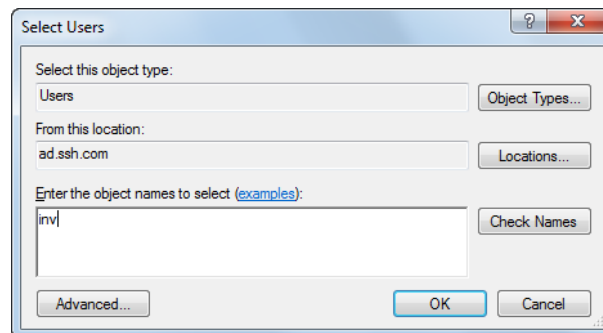 Select Users
Select this object type:
Users
Object Types...
From this location:
ad.ssh.com
Locations...
Enter the object names to select (examples):
inv
Check Names
Advanced...
OK
Cancel